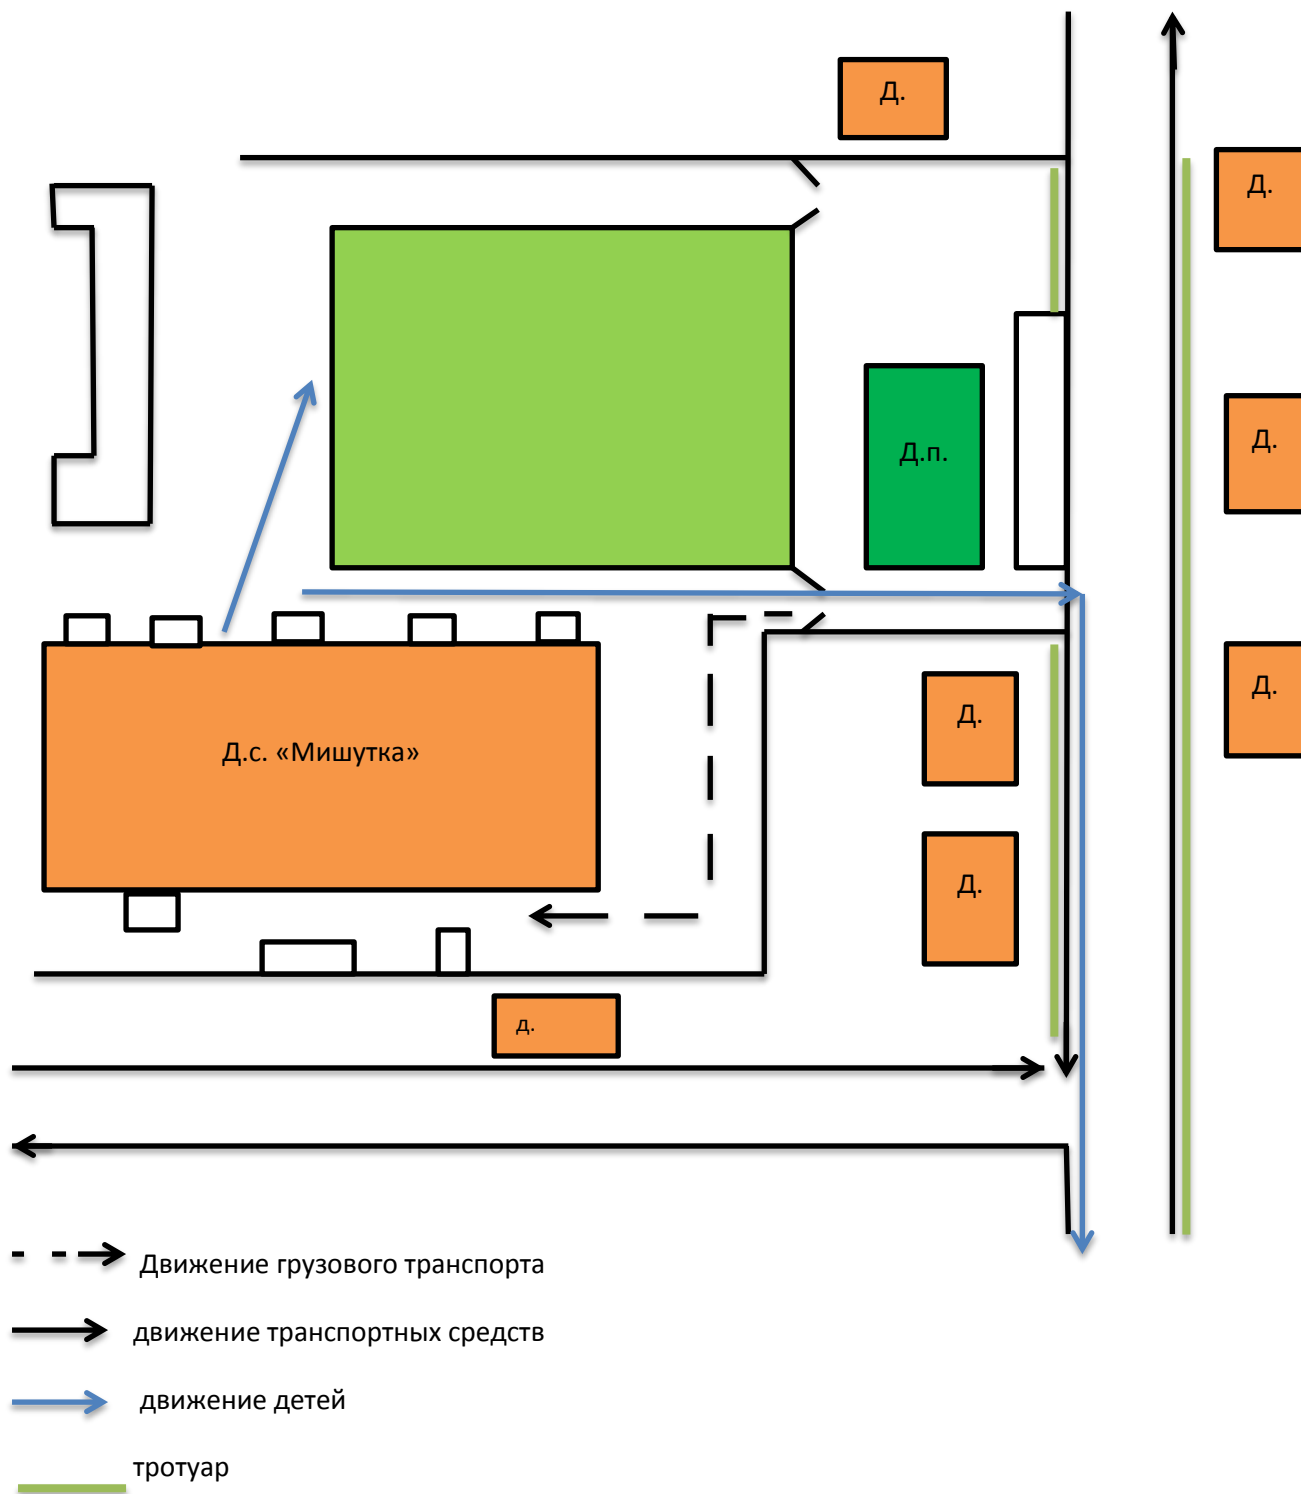 Д.
Д.
Д.
Д.п.
Д.
Д.
Д.с. «Мишутка»
Д.
д.
Движение грузового транспорта
движение транспортных средств
движение детей
тротуар